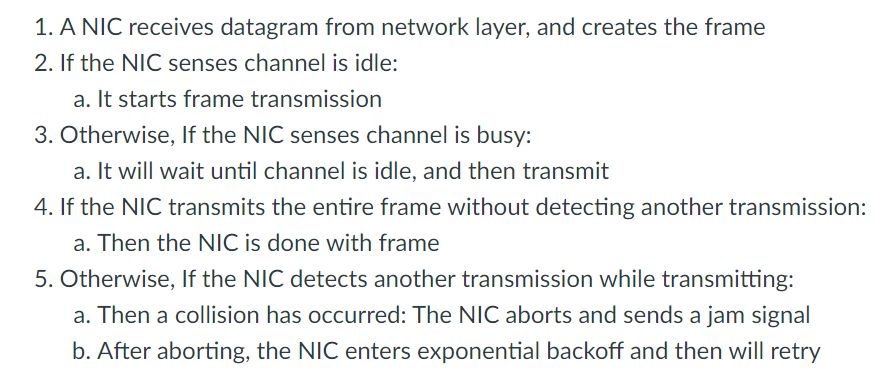 1. A NIC receives datagram from network layer, and creates the frame
2. If the NIC senses channel is idle:
a. It starts frame transmission
3. Otherwise, If the NIC senses channel is busy:
a. It will wait until channel is idle, and then transmit
4. If the NIC transmits the entire frame without detecting another transmission:
a. Then the NIC is done with frame
5. Otherwise, If the NIC detects another transmission while transmitting:
a. Then a collision has occurred: The NIC aborts and sends a jam signal
b. After aborting, the NIC enters exponential backoff and then will retry